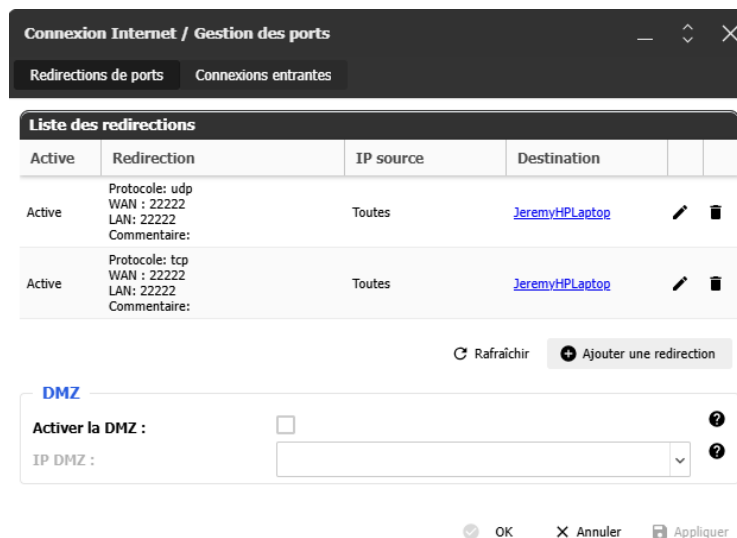 Connexion Internet / Gestion des ports
Redirections de ports Connexions entrantes
Liste des redirections
Active Redirection IP source Destination
Active
Protocole: udp
WAN : 22222
LAN: 22222
Commentaire:
Toutes
JeremyHPLaptop
Active
Protocole: tcp
WAN : 22222
LAN: 22222
Commentaire:
Toutes
JeremyHPLaptop
Rafraîchir Ajouter une redirection
DMZ
Activer la DMZ :
IP DMZ :
OK Annuler Appliquer